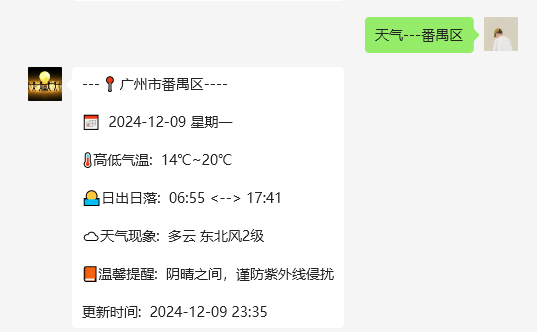 天气---番禺区
---📍广州市番禺区----
📅 2024-12-09 星期一
🌡高低气温: 14℃~20℃
🌅日出日落: 06:55 <--> 17:41
☁天气现象: 多云 东北风2级
📙温馨提醒: 阴晴之间，谨防紫外线侵扰
更新时间: 2024-12-09 23:35